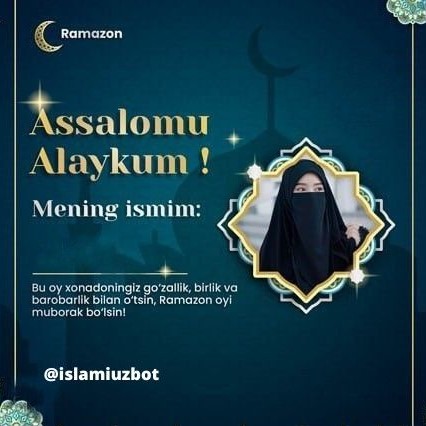 Ramazon
Assalomu
Alaykum !
Mening ismim:
Bu oy xonadoningiz go‘zallik, birlik va
barobarlik bilan o‘tsin, Ramazon oyi
muborak bo‘lsin!
@islamiuzbot